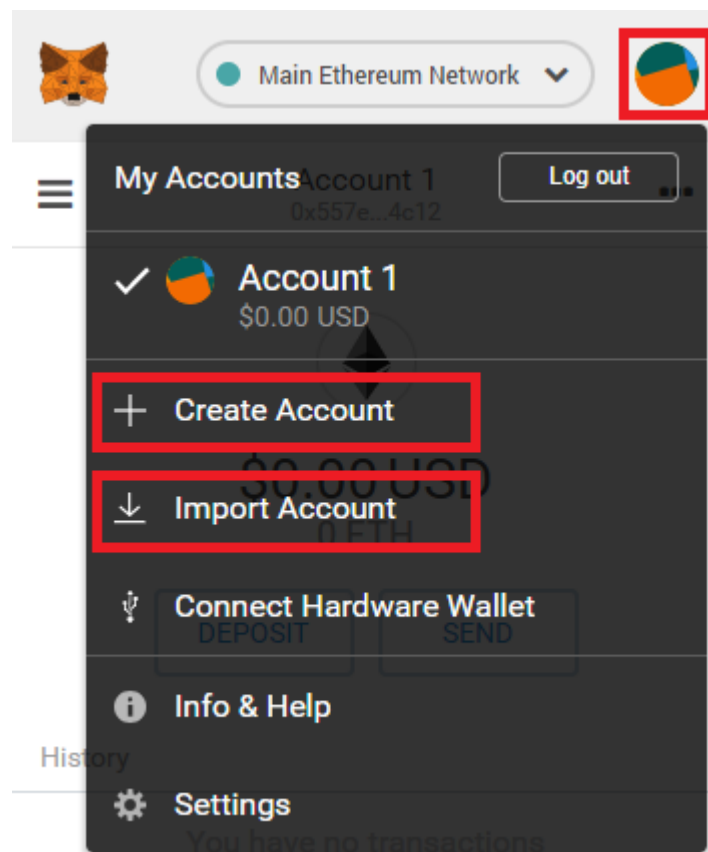 Main Ethereum Network
My Accounts
Account 1
Log out
...
0x557e...4c12
Account 1
$0.00 USD
Create Account
$0.00 USD
Import Account
0 ETH
Connect Hardware Wallet
DEPOSIT
SEND
Info & Help
History
Settings
You have no transactions